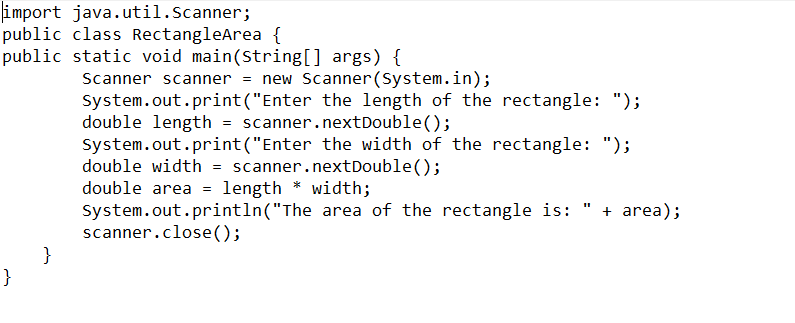 import java.util.Scanner;
public class RectangleArea {
public static void main(String[] args) {
        Scanner scanner = new Scanner(System.in);
        System.out.print("Enter the length of the rectangle: ");
        double length = scanner.nextDouble();
        System.out.print("Enter the width of the rectangle: ");
        double width = scanner.nextDouble();
        double area = length * width;
        System.out.println("The area of the rectangle is: " + area);
        scanner.close();
    }
}